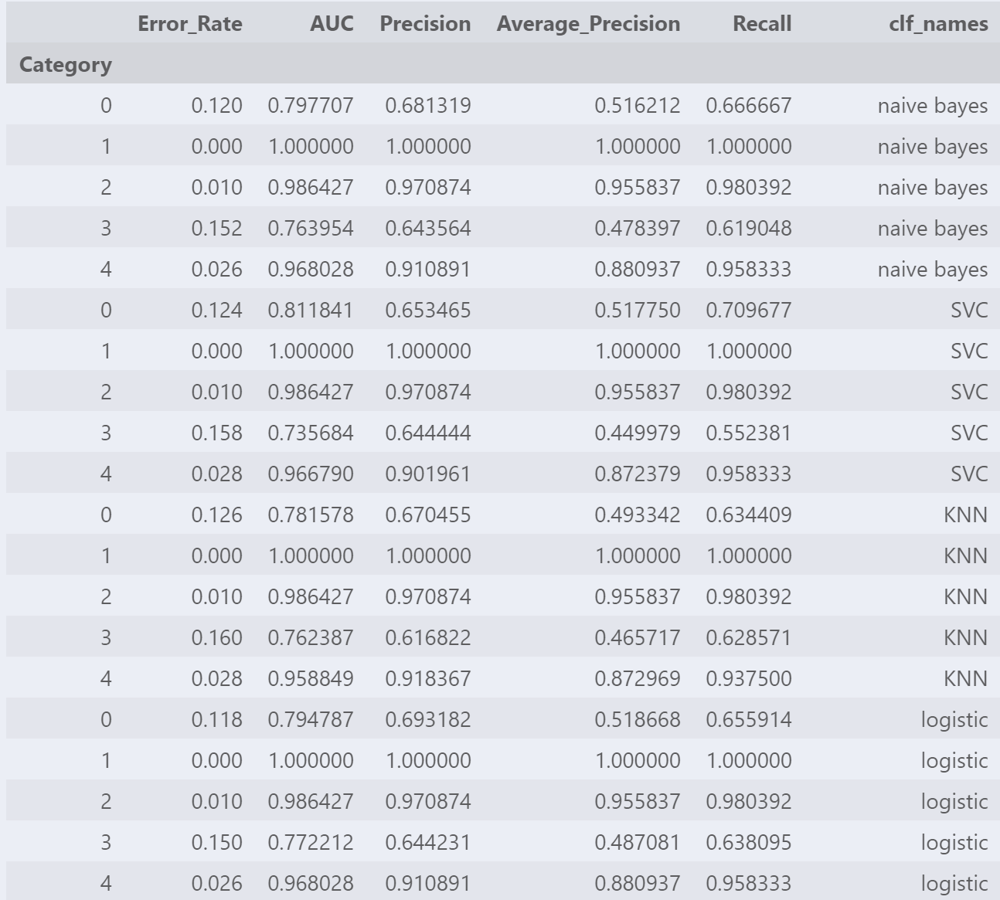 Error_Rate AUC Precision Average_Precision Recall clf_names
Category
0 0.120 0.797707 0.681319 0.516212 0.666667 naive bayes
1 0.000 1.000000 1.000000 1.000000 1.000000 naive bayes
2 0.010 0.986427 0.970874 0.955837 0.980392 naive bayes
3 0.152 0.763954 0.643564 0.478397 0.619048 naive bayes
4 0.026 0.968028 0.910891 0.880937 0.958333 naive bayes
0 0.124 0.811841 0.653465 0.517750 0.709677 SVC
1 0.000 1.000000 1.000000 1.000000 1.000000 SVC
2 0.010 0.986427 0.970874 0.955837 0.980392 SVC
3 0.158 0.735684 0.644444 0.449979 0.552381 SVC
4 0.028 0.966790 0.901961 0.872379 0.958333 SVC
0 0.126 0.781578 0.670455 0.493342 0.634409 KNN
1 0.000 1.000000 1.000000 1.000000 1.000000 KNN
2 0.010 0.986427 0.970874 0.955837 0.980392 KNN
3 0.160 0.762387 0.616822 0.465717 0.628571 KNN
4 0.028 0.958849 0.918367 0.872969 0.937500 KNN
0 0.118 0.794787 0.693182 0.518668 0.655914 logistic
1 0.000 1.000000 1.000000 1.000000 1.000000 logistic
2 0.010 0.986427 0.970874 0.955837 0.980392 logistic
3 0.150 0.772212 0.644231 0.487081 0.638095 logistic
4 0.026 0.968028 0.910891 0.880937 0.958333 logistic